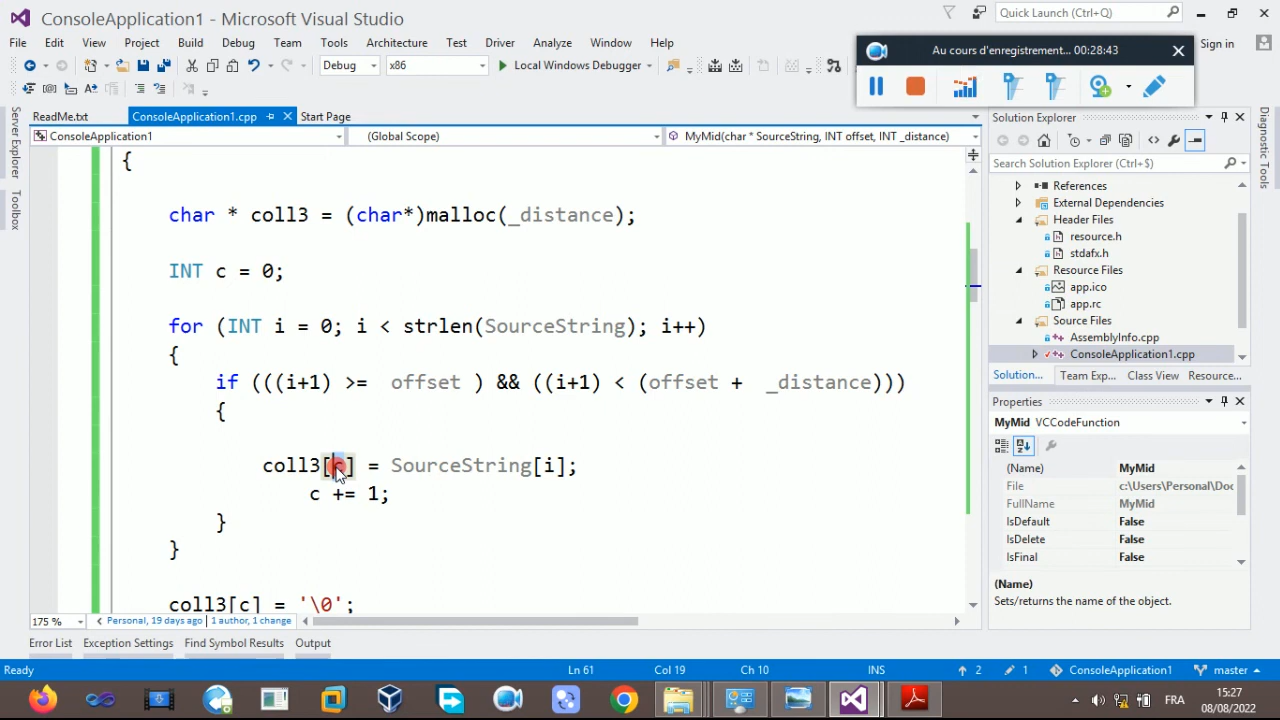 ConsoleApplication1 - Microsoft Visual Studio
Quick Launch (Ctrl+Q)
File Edit View Project Build Debug Team Tools Architecture Test Driver Analyze Window Help
Sign in
Au cours d'enregistrement... 00:28:43
Debug x86 Local Windows Debugger
ReadMe.txt ConsoleApplication1.cpp Start Page
ConsoleApplication1 (Global Scope) MyMid(char * SourceString, INT offset, INT _distance)
Server Explorer
Toolbox
{
char * coll3 = (char*)malloc(_distance);
INT c = 0;
for (INT i = 0; i < strlen(SourceString); i++)
{
if (((i+1) >= offset ) && ((i+1) < (offset + _distance)))
{
coll3[c] = SourceString[i];
c += 1;
}
}
coll3[c] = '\0';
175 % Personal, 19 days ago | 1 author, 1 change
Solution Explorer
Search Solution Explorer (Ctrl+$)
References
External Dependencies
Header Files
resource.h
stdafx.h
Resource Files
app.ico
app.rc
Source Files
AssemblyInfo.cpp
ConsoleApplication1.cpp
Solution... Team Exp... Class View Resource...
Properties
MyMid VCCodeFunction
(Name) MyMid
File c:\Users\Personal\Doc
FullName MyMid
IsDefault False
IsDelete False
IsFinal False
(Name)
Sets/returns the name of the object.
Diagnostic Tools
Error List Exception Settings Find Symbol Results Output
Ready Ln 61 Col 19 Ch 10 INS 2 1 ConsoleApplication1 master
FRA 15:27
08/08/2022